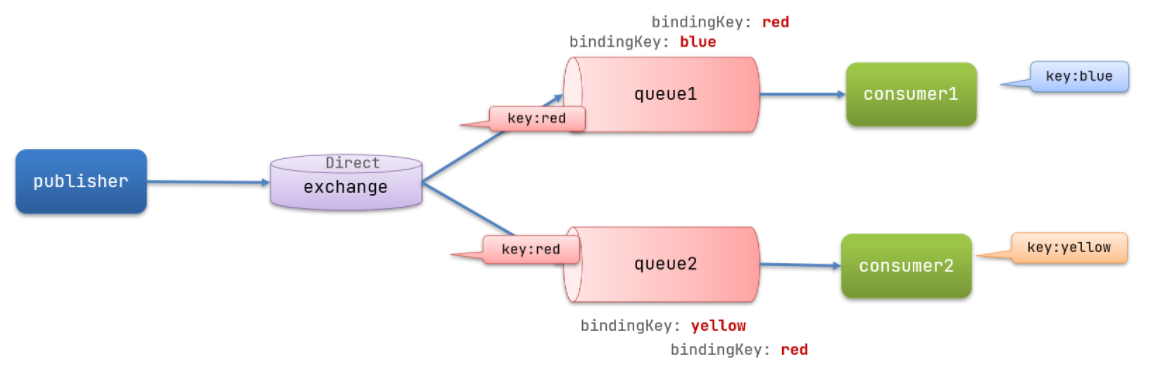 bindingKey: red
bindingKey: blue
queue1
consumer1
key:blue
key:red
Direct
exchange
publisher
key:red
queue2
consumer2
key:yellow
bindingKey: yellow
bindingKey: red